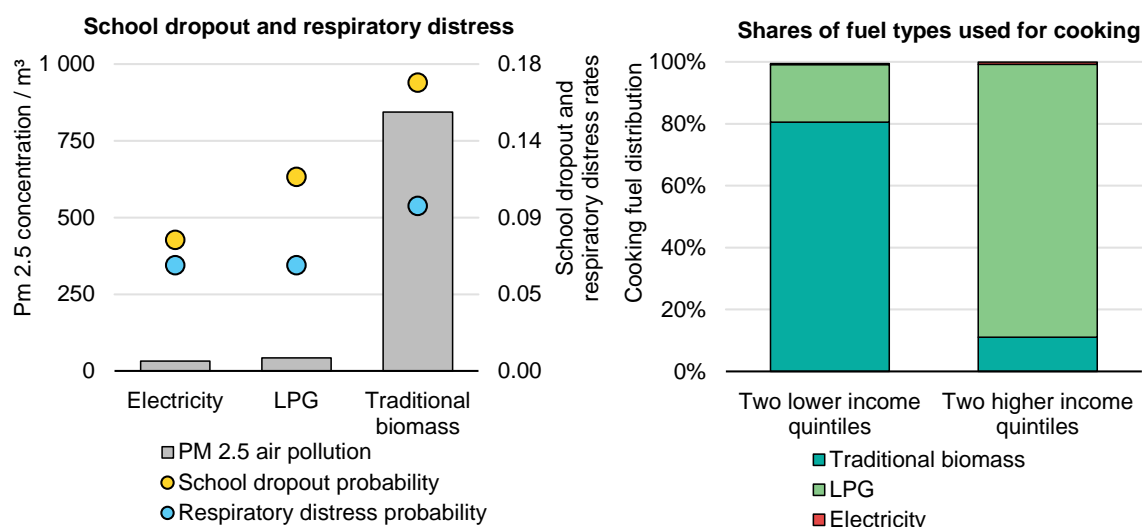 School dropout and respiratory distress
Pm 2.5 concentration / m³
1 000
750
500
250
0
0.18
0.14
0.09
0.05
0.00
School dropout and
respiratory distress rates
Electricity
LPG
Traditional
biomass
PM 2.5 air pollution
School dropout probability
Respiratory distress probability
Shares of fuel types used for cooking
Cooking fuel distribution
100%
80%
60%
40%
20%
0%
Two lower income
quintiles
Two higher income
quintiles
Traditional biomass
LPG
Electricity